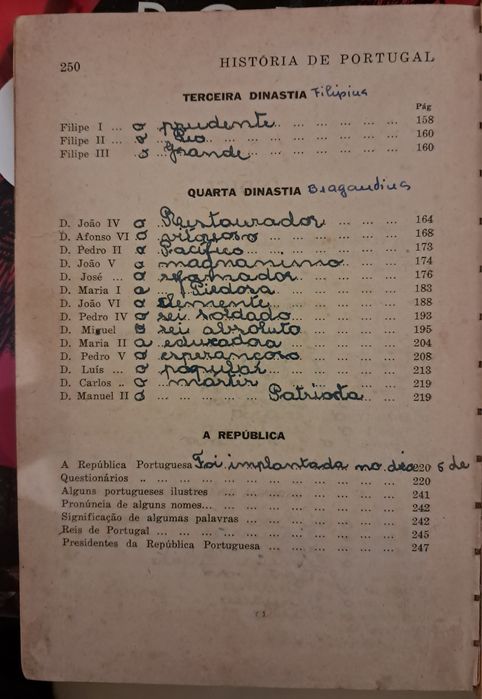 250 HISTÓRIA DE PORTUGAL
TERCEIRA DINASTIA Filipina
Pág
Filipe I ... o prudente ... ... ... ... 158
Filipe II ... o Pio ... ... ... ... 160
Filipe III o Grande ... ... ... ... 160
QUARTA DINASTIA Bragandina
D. João IV o Restaurador ... ... ... 164
D. Afonso VI o vitorioso ... ... ... ... 168
D. Pedro II o Pacífico ... ... ... ... 173
D. João V o magnanimo ... ... ... 174
D. José ... o reformador ... ... ... ... 176
D. Maria I a Piedosa ... ... ... ... 183
D. João VI o clemente ... ... ... ... 188
D. Pedro IV o rei soldado ... ... ... 193
D. Miguel o rei absoluto ... ... ... 195
D. Maria II a educadora ... ... ... ... 204
D. Pedro V o esperançoso ... ... ... 208
D. Luís ... o popular ... ... ... ... 213
D. Carlos .. o martir ... ... ... ... 219
D. Manuel II o ... ... ... ... Patriota ... 219
A REPÚBLICA
A República Portuguesa Foi implantada no dia 220 5 de
Questionários .. ... ... ... ... ... ... ... ... 220
Alguns portugueses ilustres ... ... ... ... ... ... 241
Pronúncia de alguns nomes... ... ... ... ... ... ... 242
Significação de algumas palavras ... ... ... ... ... 242
Reis de Portugal ... ... ... ... ... ... ... ... 245
Presidentes da República Portuguesa ... ... ... ... ... 247